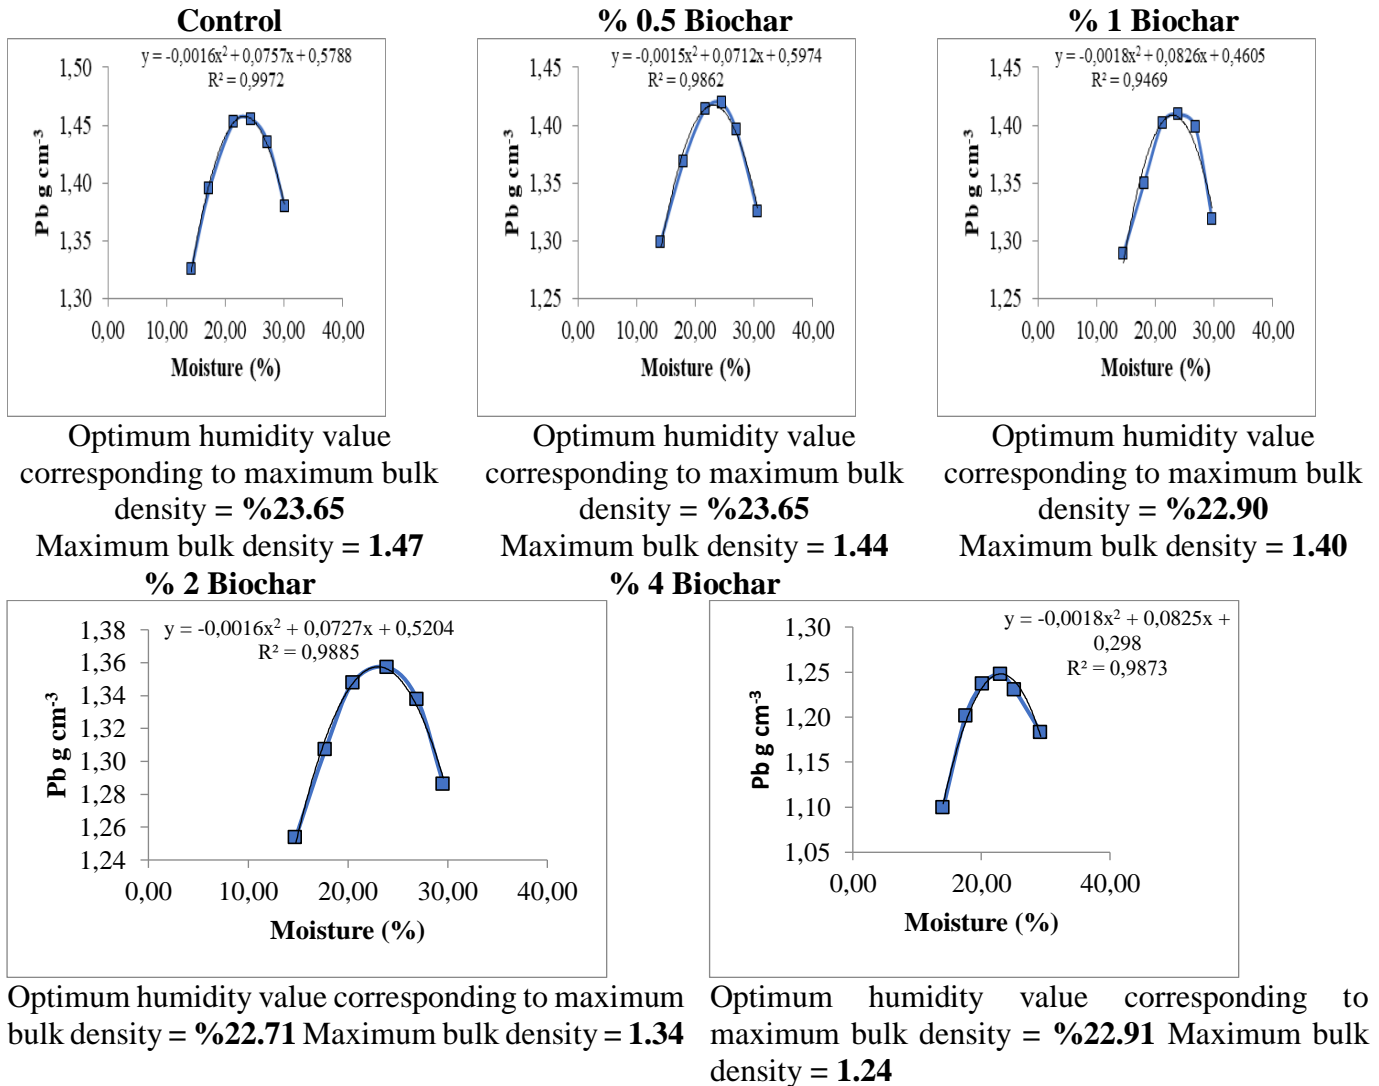 Control
y = -0,0016x² + 0,0757x + 0,5788
R² = 0,9972
1,50
1,45
1,40
1,35
1,30
Pb g cm⁻³
0,00 10,00 20,00 30,00 40,00
Moisture (%)
Optimum humidity value
corresponding to maximum bulk
density = %23.65
Maximum bulk density = 1.47
% 0.5 Biochar
y = -0,0015x² + 0,0712x + 0,5974
R² = 0,9862
1,45
1,40
1,35
1,30
1,25
Pb g cm⁻³
0,00 10,00 20,00 30,00 40,00
Moisture (%)
Optimum humidity value
corresponding to maximum bulk
density = %23.65
Maximum bulk density = 1.44
% 1 Biochar
y = -0,0018x² + 0,0826x + 0,4605
R² = 0,9469
1,45
1,40
1,35
1,30
1,25
Pb g cm⁻³
0,00 10,00 20,00 30,00 40,00
Moisture (%)
Optimum humidity value
corresponding to maximum bulk
density = %22.90
Maximum bulk density = 1.40
% 2 Biochar
y = -0,0016x² + 0,0727x + 0,5204
R² = 0,9885
1,38
1,36
1,34
1,32
1,30
1,28
1,26
1,24
Pb g cm⁻³
0,00 10,00 20,00 30,00 40,00
Moisture (%)
Optimum humidity value corresponding to maximum
bulk density = %22.71 Maximum bulk density = 1.34
% 4 Biochar
y = -0,0018x² + 0,0825x +
0,298
R² = 0,9873
1,30
1,25
1,20
1,15
1,10
1,05
Pb g cm⁻³
0,00 20,00 40,00
Moisture (%)
Optimum humidity value corresponding to
maximum bulk density = %22.91 Maximum bulk
density = 1.24